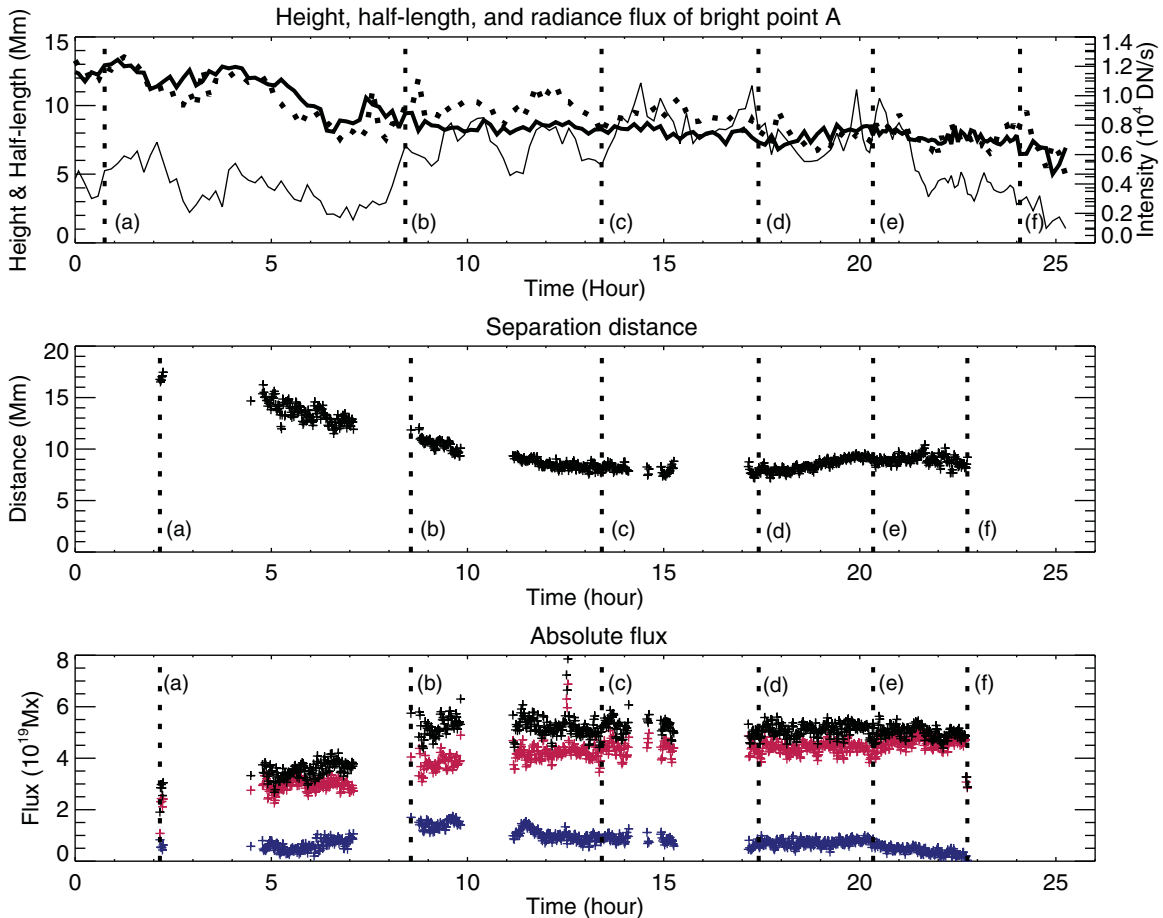 Height, half-length, and radiance flux of bright point A
Height & Half-length (Mm)
15
10
5
0
(a)
(b)
(c)
(d)
(e)
(f)
1.4
1.2
1.0
0.8
0.6
0.4
0.2
0.0
Intensity (10⁴ DN/s)
0 5 10 15 20 25
Time (Hour)
Separation distance
Distance (Mm)
20
15
10
5
0
(a)
(b)
(c)
(d)
(e)
(f)
0 5 10 15 20 25
Time (hour)
Absolute flux
Flux (10¹⁹Mx)
8
6
4
2
0
(a)
(b)
(c)
(d)
(e)
(f)
0 5 10 15 20 25
Time (hour)